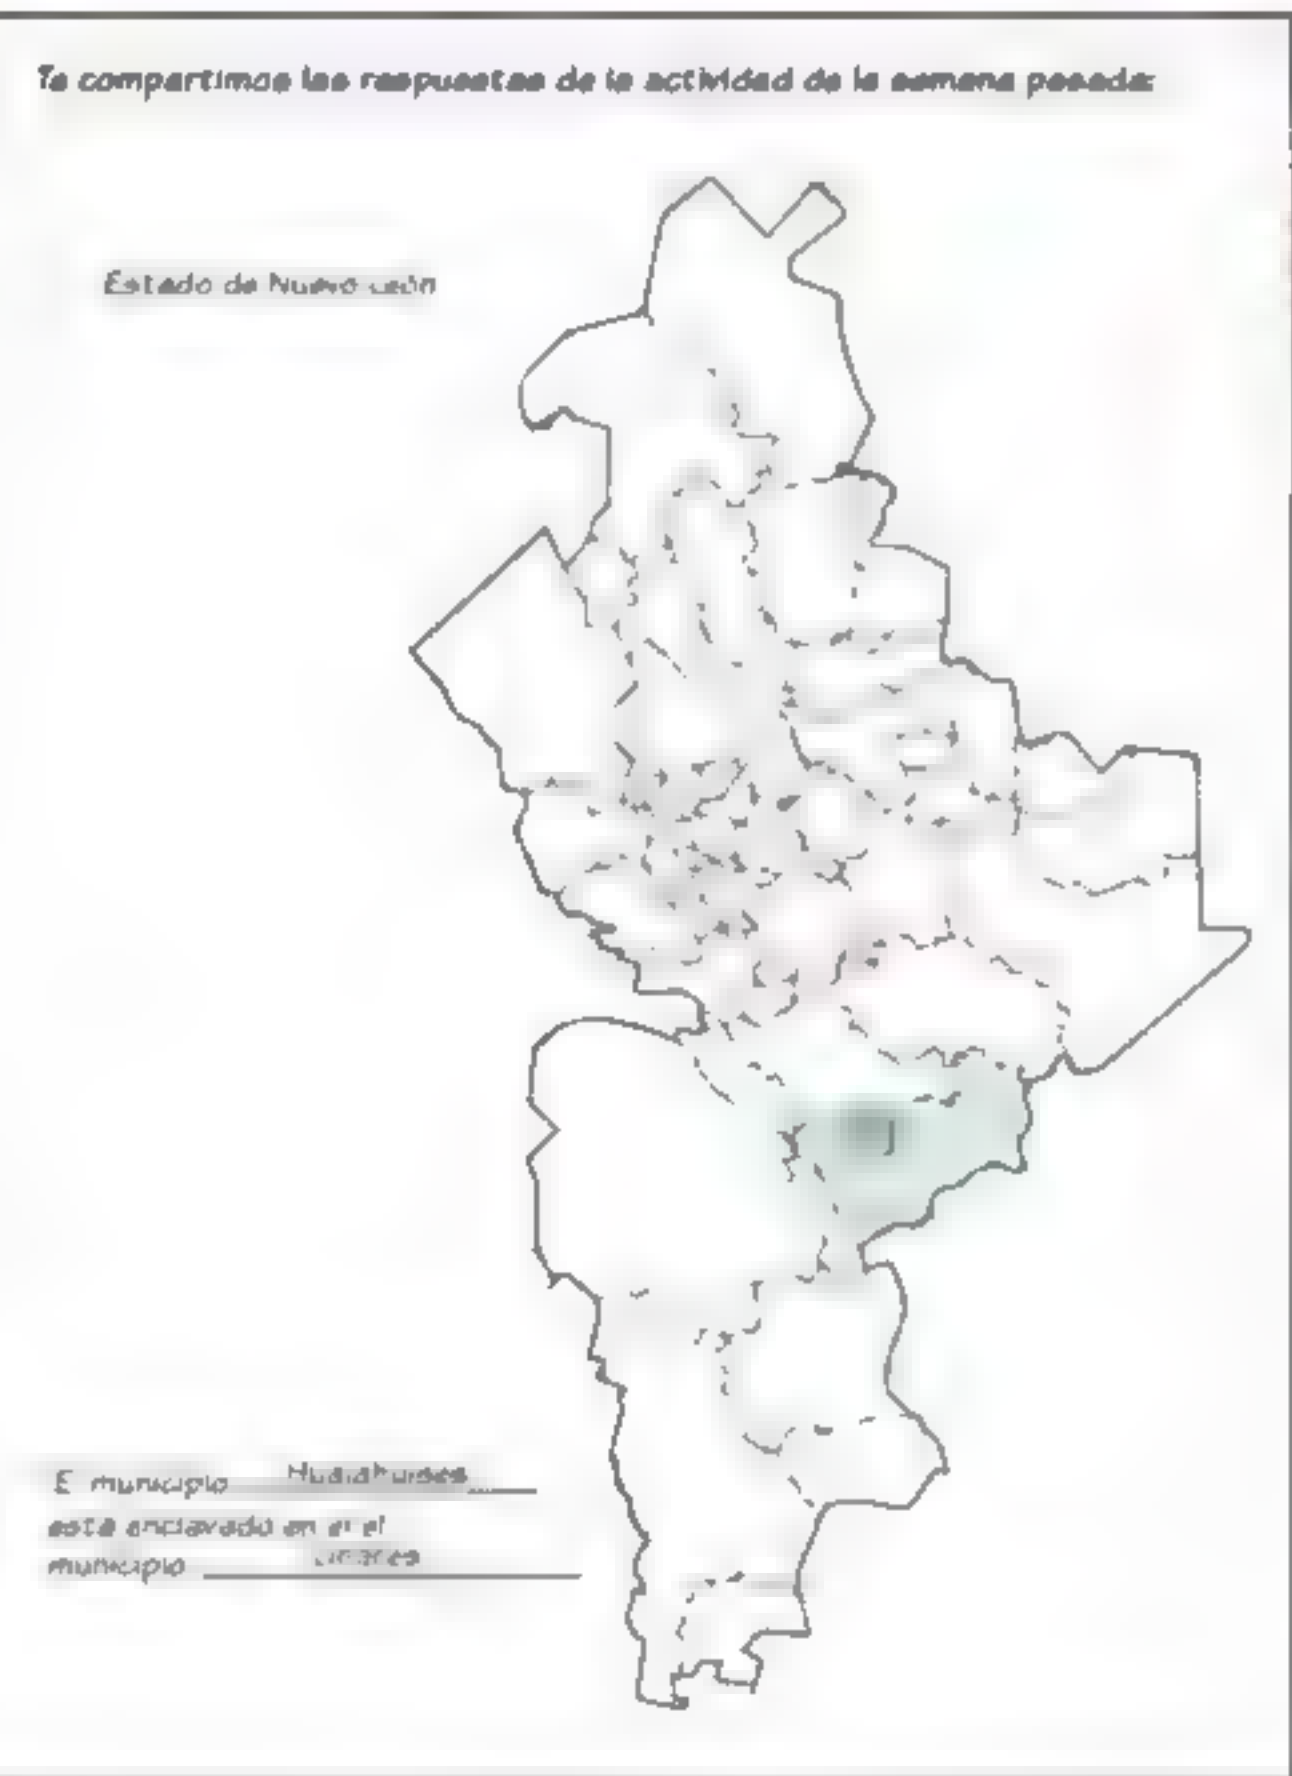 Te compartimos las respuestas de la actividad de la semana pasada:
Estado de Nuevo León
E municipio Hualahuises
está enclavado en el el
municipio Linares